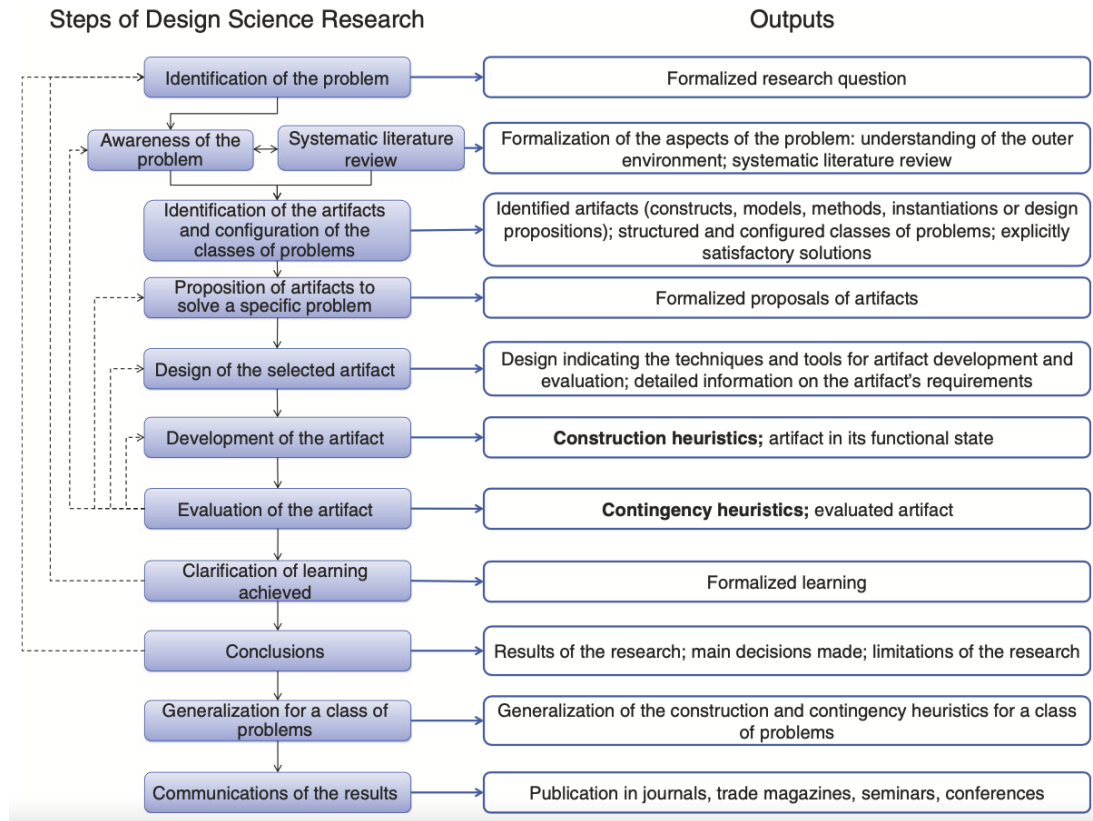 Steps of Design Science Research
Outputs
Identification of the problem
Formalized research question
Awareness of the
problem
Systematic literature
review
Formalization of the aspects of the problem: understanding of the outer
environment; systematic literature review
Identification of the artifacts
and configuration of the
classes of problems
Identified artifacts (constructs, models, methods, instantiations or design
propositions); structured and configured classes of problems; explicitly
satisfactory solutions
Proposition of artifacts to
solve a specific problem
Formalized proposals of artifacts
Design of the selected artifact
Design indicating the techniques and tools for artifact development and
evaluation; detailed information on the artifact's requirements
Development of the artifact
Construction heuristics; artifact in its functional state
Evaluation of the artifact
Contingency heuristics; evaluated artifact
Clarification of learning
achieved
Formalized learning
Conclusions
Results of the research; main decisions made; limitations of the research
Generalization for a class of
problems
Generalization of the construction and contingency heuristics for a class
of problems
Communications of the results
Publication in journals, trade magazines, seminars, conferences